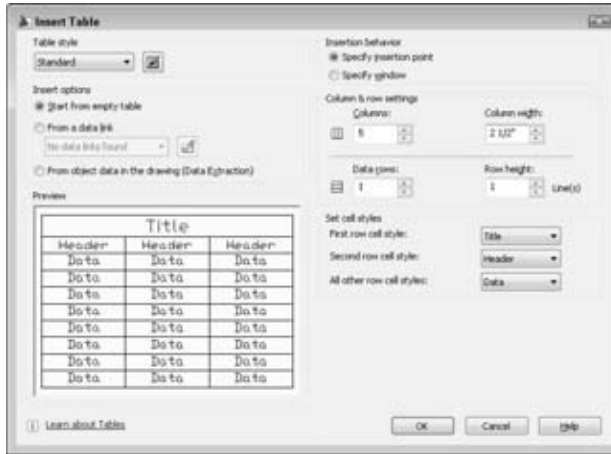 Insert Table
Table style
Standard
Insert options
Start from empty table
From a data link
No data links found
From object data in the drawing (Data Extraction)
Preview
Title
Header Header Header
Data Data Data
Data Data Data
Data Data Data
Data Data Data
Data Data Data
Data Data Data
Data Data Data
Data Data Data
Learn about Tables
Insertion behavior
Specify insertion point
Specify window
Column & row settings
Columns: Column width:
5 2 1/2"
Data rows: Row height:
1 1 Line(s)
Set cell styles
First row cell style: Title
Second row cell style: Header
All other row cell styles: Data
OK Cancel Help